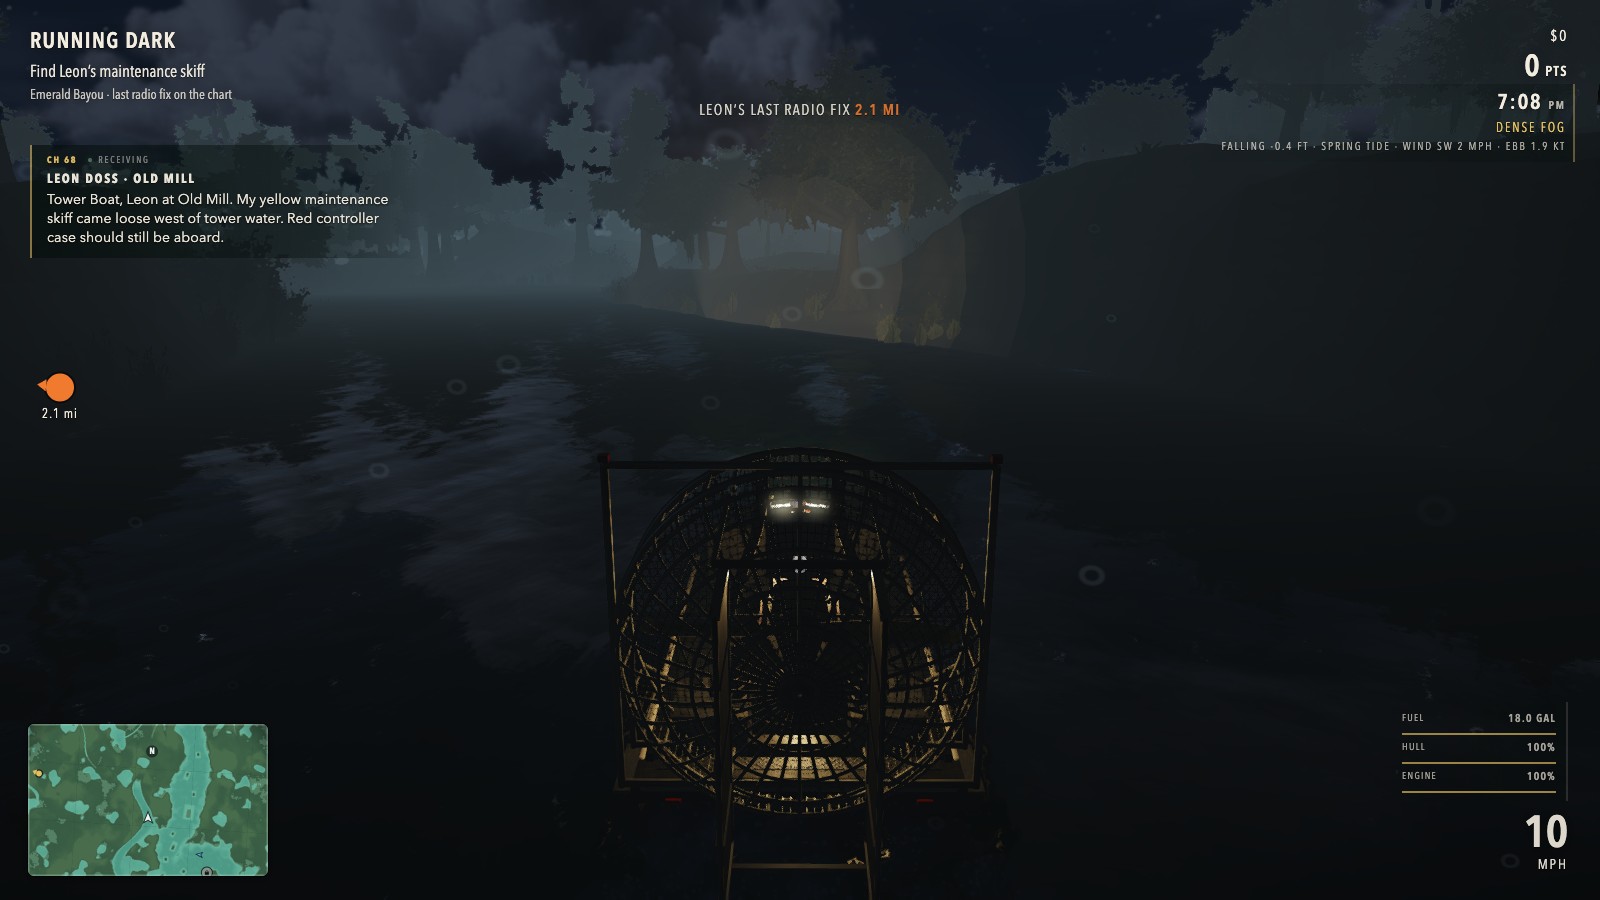 RUNNING DARK
Find Leon's maintenance skiff
Emerald Bayou · last radio fix on the chart
CH 68 • RECEIVING
LEON DOSS · OLD MILL
Tower Boat, Leon at Old Mill. My yellow maintenance
skiff came loose west of tower water. Red controller
case should still be aboard.
LEON'S LAST RADIO FIX 2.1 MI
$0
0 PTS
7:08 PM
DENSE FOG
FALLING -0.4 FT · SPRING TIDE · WIND SW 2 MPH · EBB 1.9 KT
2.1 mi
N
FUEL 18.0 GAL
HULL 100%
ENGINE 100%
10
MPH